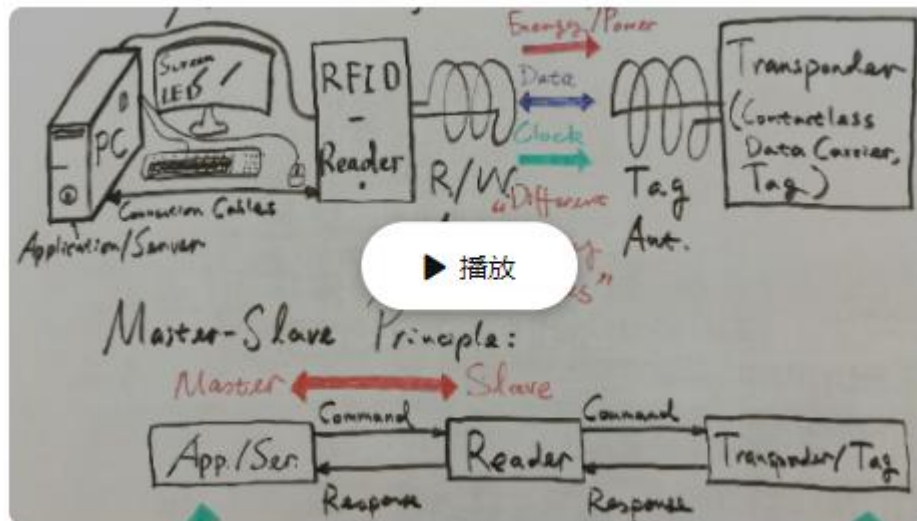 Energy/Power
Screen
LED
PC
RFID
-
Reader
Data
Clock
R/W
"Different
Tag
Ant.
Transponder
(Contactless
Data Carrier,
Tag)
Connection Cables
Application/Server
播放
Master-Slave Principle:
Master
Slave
Command
Command
App./Ser.
Reader
Transponder/Tag
Response
Response